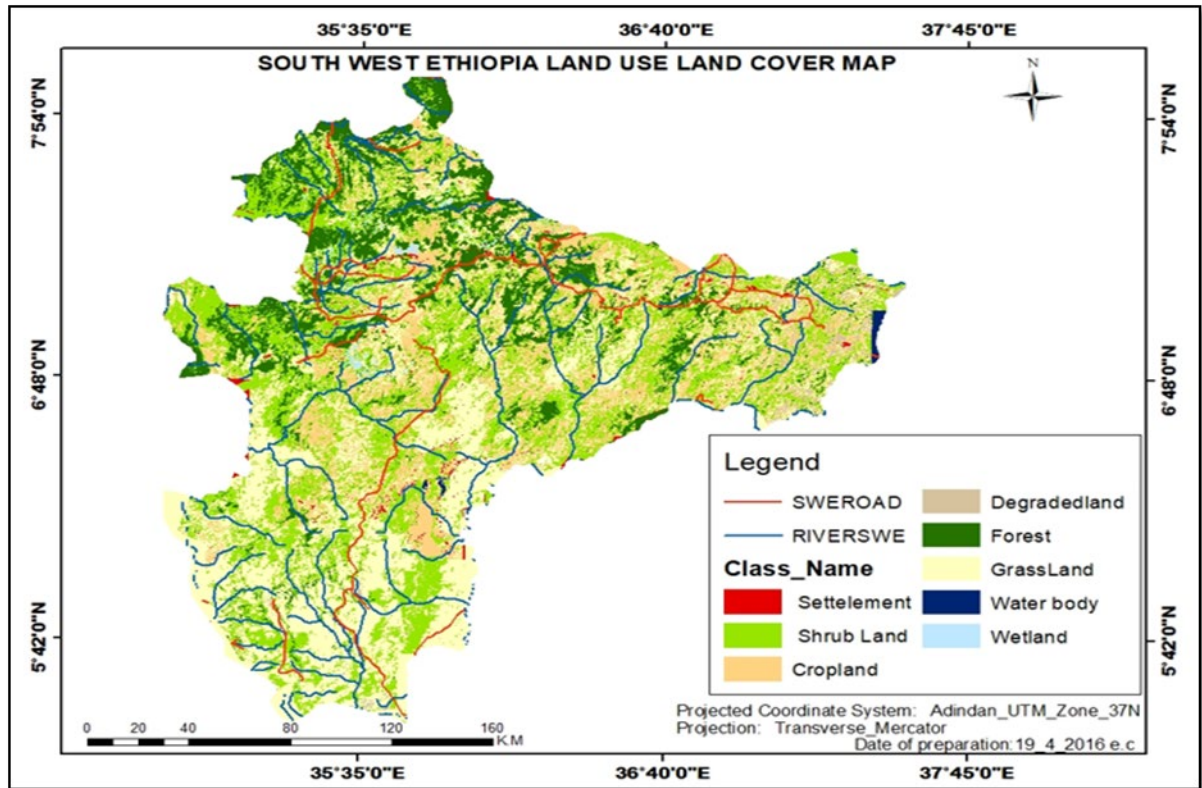 35°35'0"E 36°40'0"E 37°45'0"E
SOUTH WEST ETHIOPIA LAND USE LAND COVER MAP
N
7°54'0"N 7°54'0"N
6°48'0"N 6°48'0"N
5°42'0"N 5°42'0"N
Legend
SWEROAD
RIVERSWE
Class_Name
Settelement
Shrub Land
Cropland
Degradedland
Forest
GrassLand
Water body
Wetland
Projected Coordinate System: Adindan_UTM_Zone_37N
Projection: Transverse_Mercator
Date of preparation:19_4_2016 e.c
0 20 40 80 120 160
KM
35°35'0"E 36°40'0"E 37°45'0"E